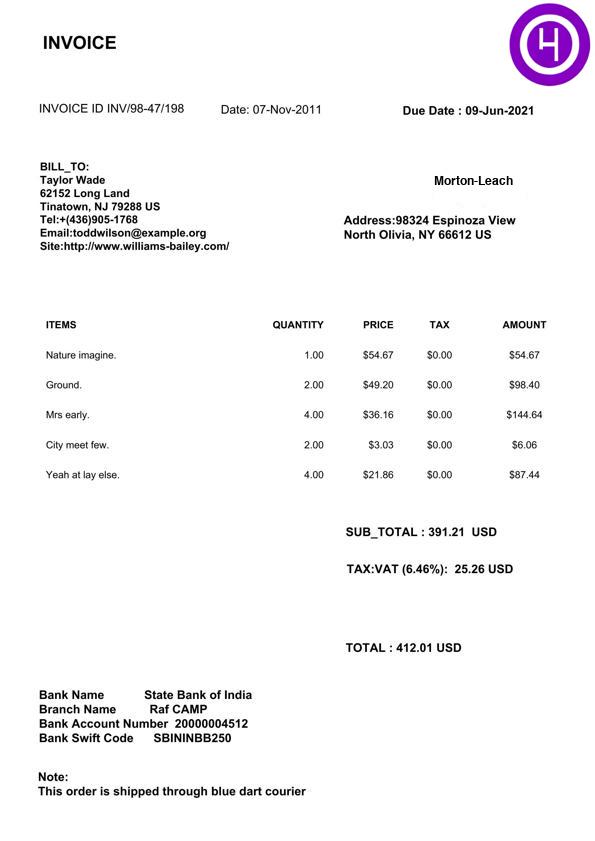 INVOICE
INVOICE ID INV/98-47/198 Date: 07-Nov-2011 Due Date : 09-Jun-2021
BILL_TO:
Taylor Wade
62152 Long Land
Tinatown, NJ 79288 US
Tel:+(436)905-1768
Email:toddwilson@example.org
Site:http://www.williams-bailey.com/
Morton-Leach
Address:98324 Espinoza View
North Olivia, NY 66612 US
ITEMS QUANTITY PRICE TAX AMOUNT
Nature imagine. 1.00 $54.67 $0.00 $54.67
Ground. 2.00 $49.20 $0.00 $98.40
Mrs early. 4.00 $36.16 $0.00 $144.64
City meet few. 2.00 $3.03 $0.00 $6.06
Yeah at lay else. 4.00 $21.86 $0.00 $87.44
SUB_TOTAL : 391.21 USD
TAX:VAT (6.46%): 25.26 USD
TOTAL : 412.01 USD
Bank Name State Bank of India
Branch Name Raf CAMP
Bank Account Number 20000004512
Bank Swift Code SBININBB250
Note:
This order is shipped through blue dart courier